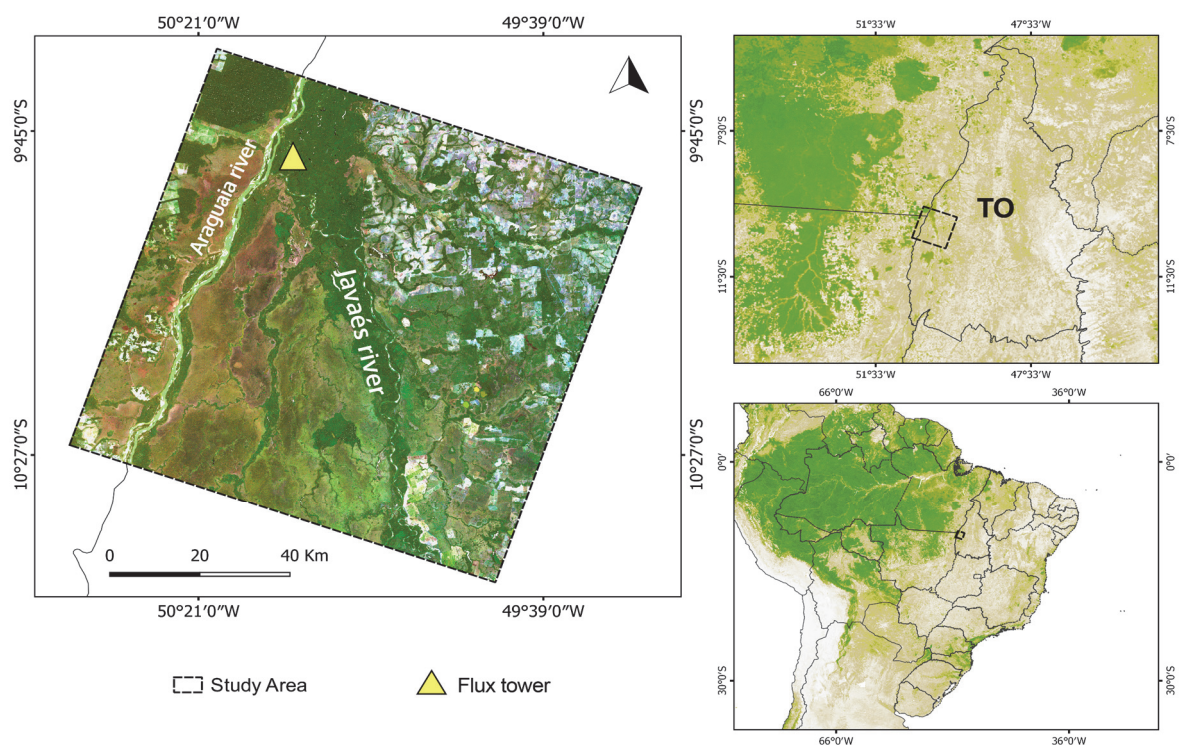 50°21'0"W
49°39'0"W
9°45'0"S
9°45'0"S
Araguaia river
Javaés river
10°27'0"S
10°27'0"S
0
20
40 Km
50°21'0"W
49°39'0"W
Study Area
Flux tower
51°33'W
47°33'W
7°30'S
7°30'S
TO
11°30'S
11°30'S
51°33'W
47°33'W
66°0'W
36°0'W
0°0'
0°0'
30°0'S
30°0'S
66°0'W
36°0'W